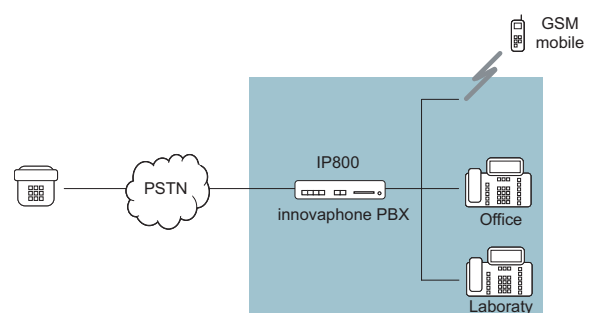 GSM
mobile
IP800
PSTN
innovaphone PBX
Office
Laboraty